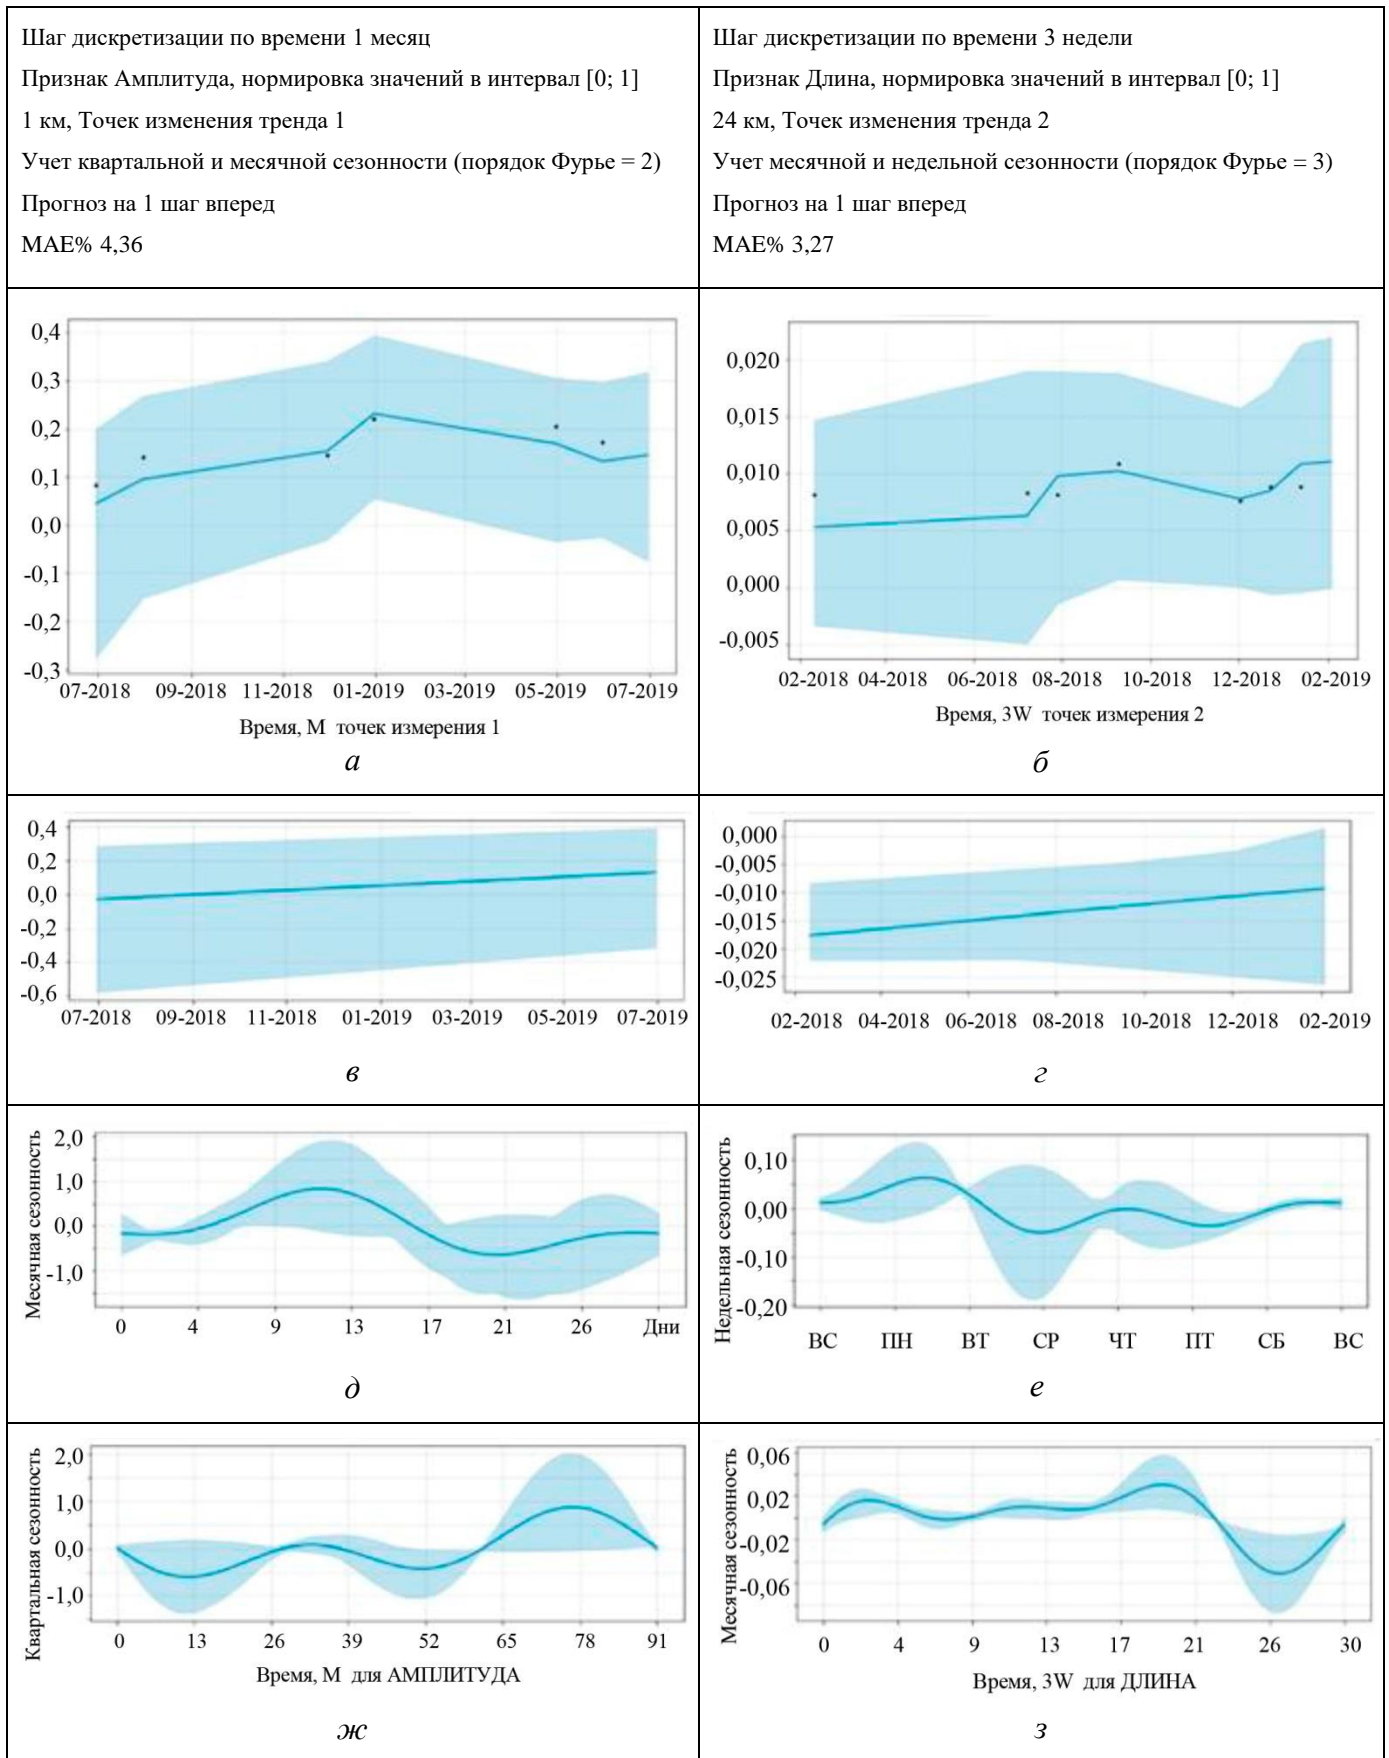 Шаг дискретизации по времени 1 месяц
Признак Амплитуда, нормировка значений в интервал [0; 1]
1 км, Точек изменения тренда 1
Учет квартальной и месячной сезонности (порядок Фурье = 2)
Прогноз на 1 шаг вперед
MAE% 4,36
Шаг дискретизации по времени 3 недели
Признак Длина, нормировка значений в интервал [0; 1]
24 км, Точек изменения тренда 2
Учет месячной и недельной сезонности (порядок Фурье = 3)
Прогноз на 1 шаг вперед
MAE% 3,27
0,4
0,3
0,2
0,1
0,0
-0,1
-0,2
-0,3
07-2018 09-2018 11-2018 01-2019 03-2019 05-2019 07-2019
Время, М точек измерения 1
а
0,020
0,015
0,010
0,005
0,000
-0,005
02-2018 04-2018 06-2018 08-2018 10-2018 12-2018 02-2019
Время, 3W точек измерения 2
б
0,4
0,2
0,0
-0,2
-0,4
-0,6
07-2018 09-2018 11-2018 01-2019 03-2019 05-2019 07-2019
в
0,000
-0,005
-0,010
-0,015
-0,020
-0,025
02-2018 04-2018 06-2018 08-2018 10-2018 12-2018 02-2019
г
Месячная сезонность
2,0
1,0
0,0
-1,0
0 4 9 13 17 21 26 Дни
д
Недельная сезонность
0,10
0,00
-0,10
-0,20
ВС ПН ВТ СР ЧТ ПТ СБ ВС
е
Квартальная сезонность
2,0
1,0
0,0
-1,0
0 13 26 39 52 65 78 91
Время, М для АМПЛИТУДА
ж
Месячная сезонность
0,06
0,02
-0,02
-0,06
0 4 9 13 17 21 26 30
Время, 3W для ДЛИНА
з